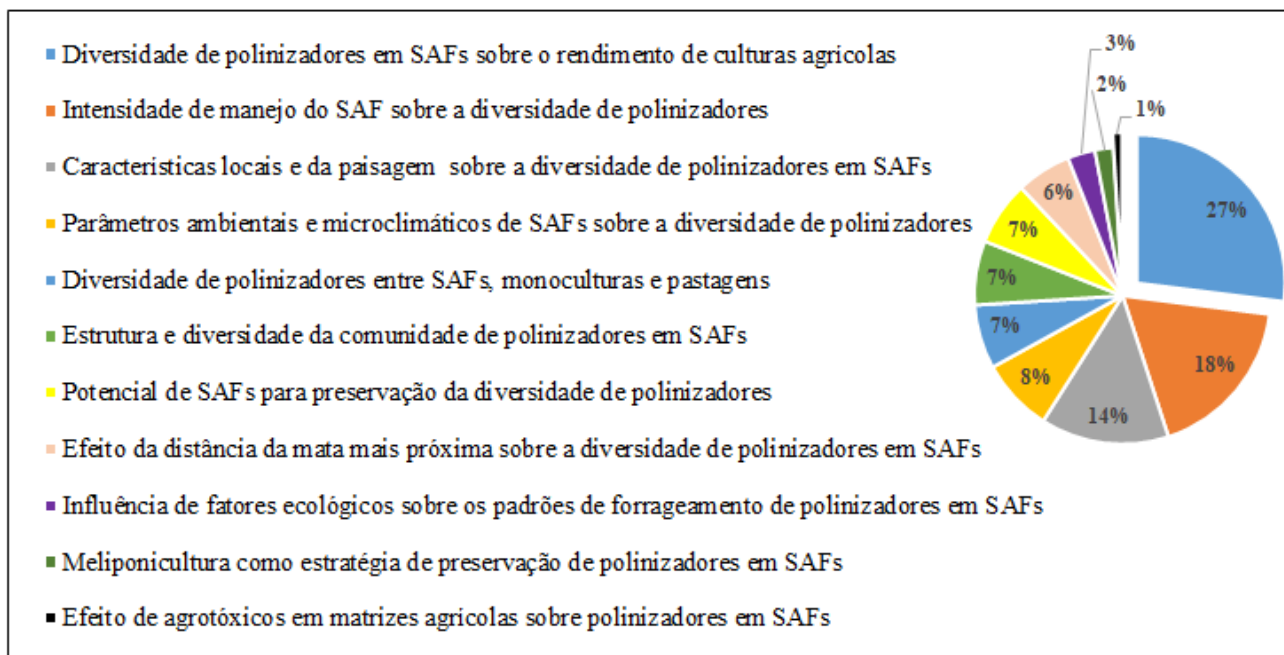 Diversidade de polinizadores em SAFs sobre o rendimento de culturas agrícolas
Intensidade de manejo do SAF sobre a diversidade de polinizadores
Características locais e da paisagem sobre a diversidade de polinizadores em SAFs
Parâmetros ambientais e microclimáticos de SAFs sobre a diversidade de polinizadores
Diversidade de polinizadores entre SAFs, monoculturas e pastagens
Estrutura e diversidade da comunidade de polinizadores em SAFs
Potencial de SAFs para preservação da diversidade de polinizadores
Efeito da distância da mata mais próxima sobre a diversidade de polinizadores em SAFs
Influência de fatores ecológicos sobre os padrões de forrageamento de polinizadores em SAFs
Meliponicultura como estratégia de preservação de polinizadores em SAFs
Efeito de agrotóxicos em matrizes agrícolas sobre polinizadores em SAFs
27%
18%
14%
8%
7%
7%
7%
6%
3%
2%
1%